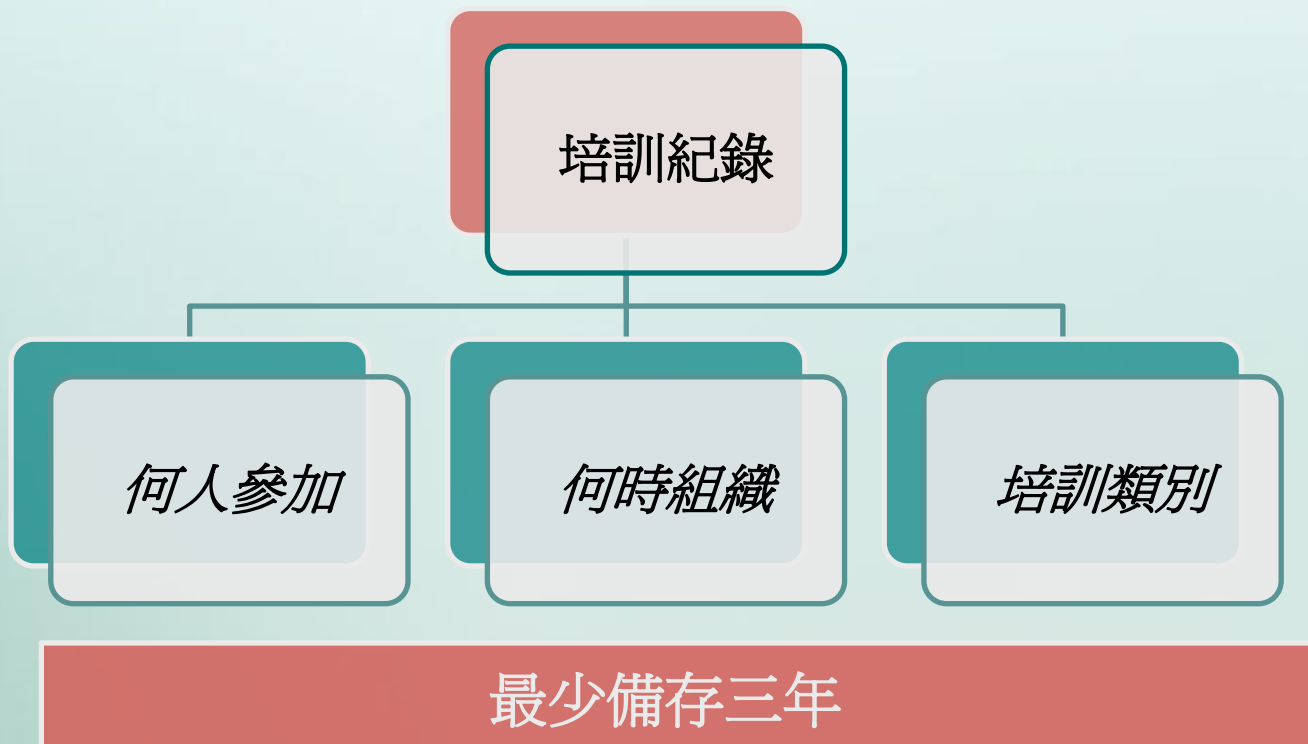 培訓紀錄
何人參加
何時組織
培訓類別
最少備存三年